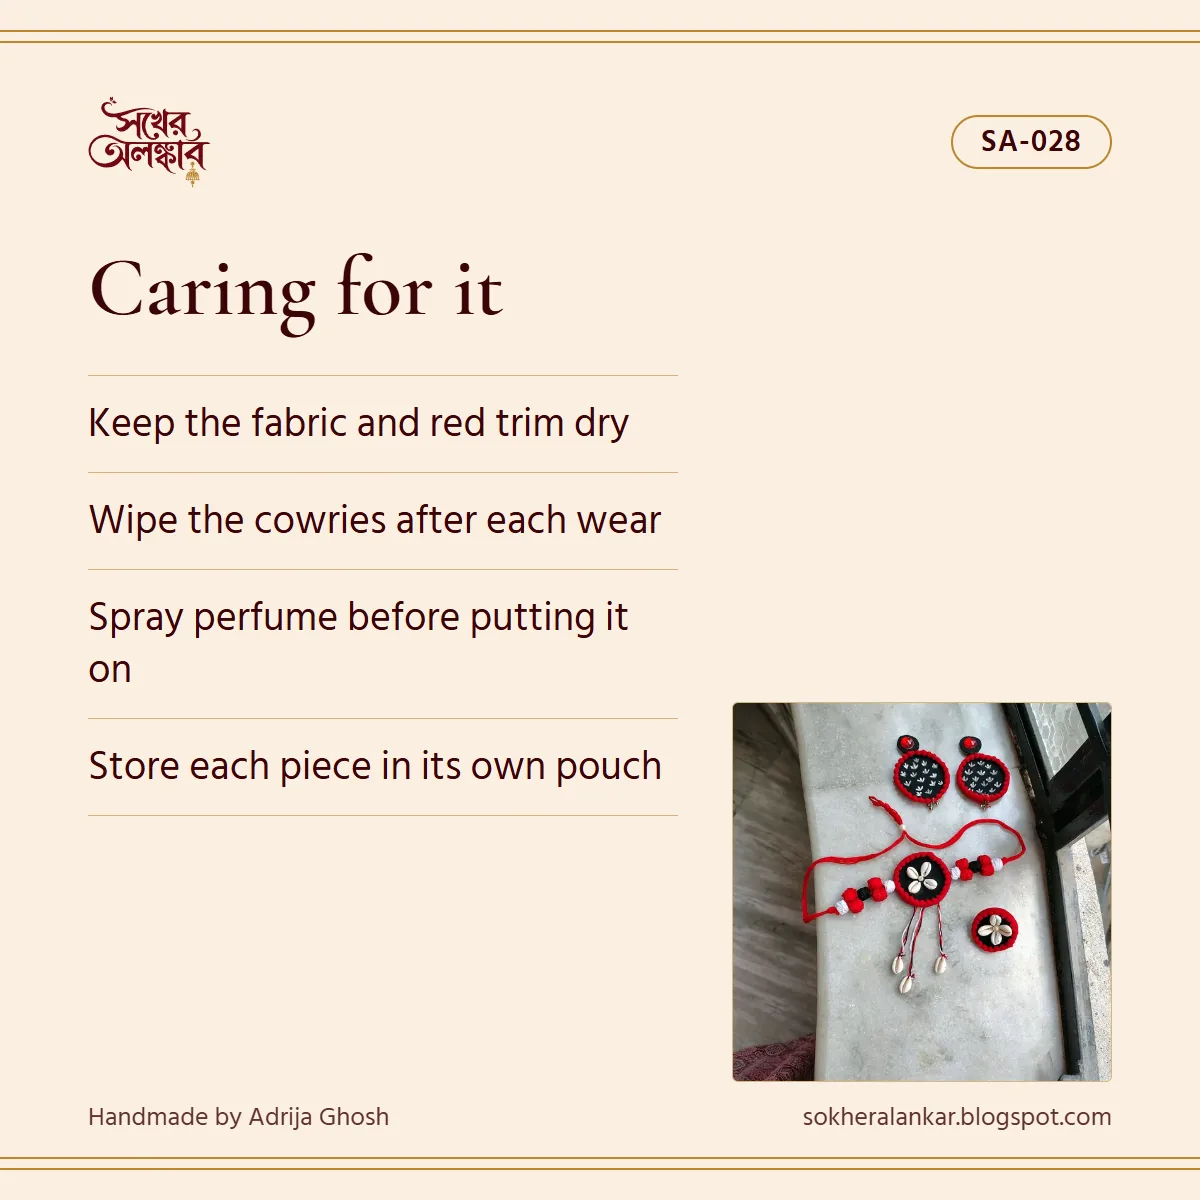 সখের
অলঙ্কার
SA-028
Caring for it
Keep the fabric and red trim dry
Wipe the cowries after each wear
Spray perfume before putting it
on
Store each piece in its own pouch
Handmade by Adrija Ghosh
sokheralankar.blogspot.com